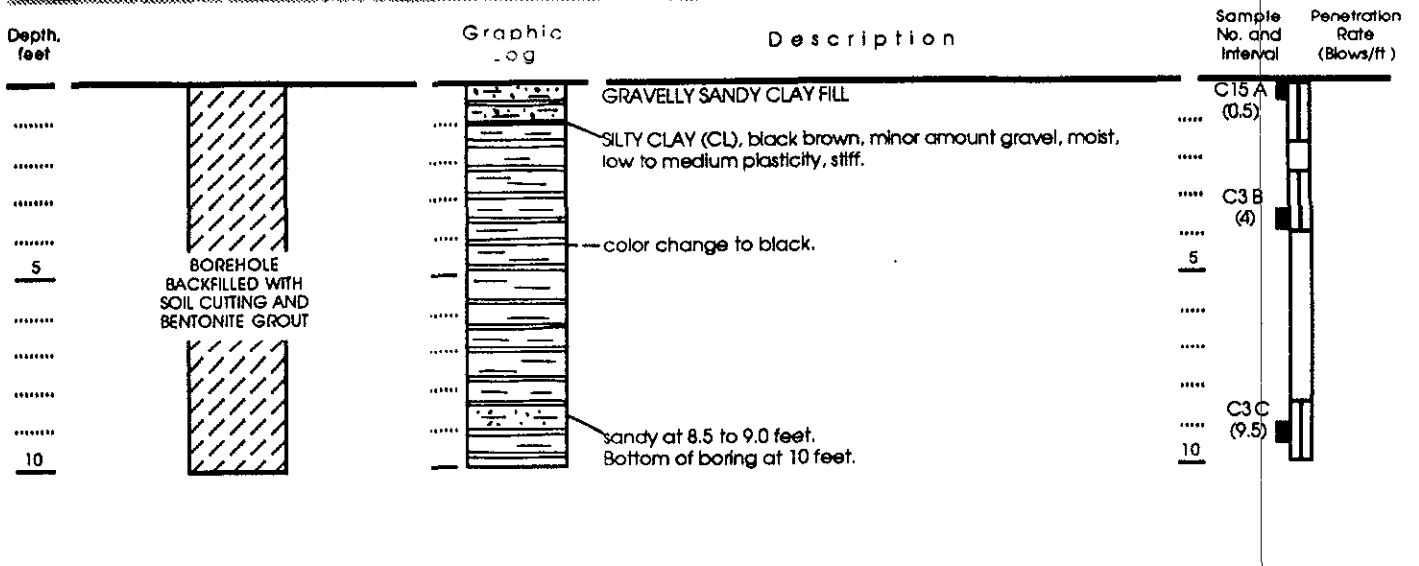 Depth,
feet
Graphic
Log
Description
Sample
No. and
Interval
Penetration
Rate
(Blows/ft)
GRAVELLY SANDY CLAY FILL
C15 A
(0.5)
SILTY CLAY (CL), black brown, minor amount gravel, moist,
low to medium plasticity, stiff.
C3 B
(4)
color change to black.
5
BOREHOLE
BACKFILLED WITH
SOIL CUTTING AND
BENTONITE GROUT
5
C3 C
(9.5)
sandy at 8.5 to 9.0 feet.
Bottom of boring at 10 feet.
10
10